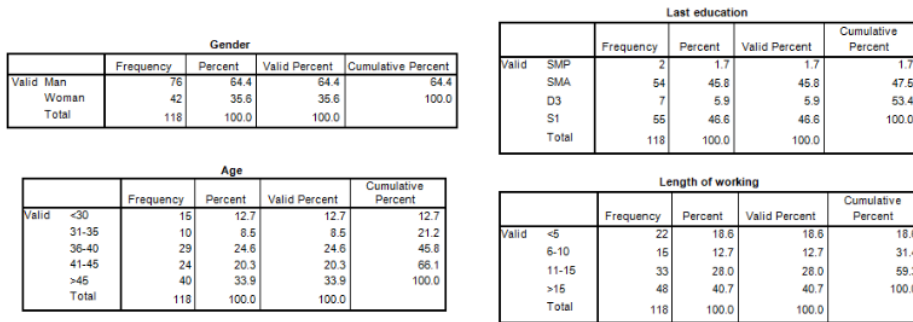 Gender
Frequency Percent Valid Percent Cumulative Percent
Valid Man 76 64.4 64.4 64.4
Woman 42 35.6 35.6 100.0
Total 118 100.0 100.0
Age
Frequency Percent Valid Percent Cumulative Percent
Valid <30 15 12.7 12.7 12.7
31-35 10 8.5 8.5 21.2
36-40 29 24.6 24.6 45.8
41-45 24 20.3 20.3 66.1
>45 40 33.9 33.9 100.0
Total 118 100.0 100.0
Last education
Frequency Percent Valid Percent Cumulative Percent
Valid SMP 2 1.7 1.7 1.7
SMA 54 45.8 45.8 47.5
D3 7 5.9 5.9 53.4
S1 55 46.6 46.6 100.0
Total 118 100.0 100.0
Length of working
Frequency Percent Valid Percent Cumulative Percent
Valid <5 22 18.6 18.6
6-10 15 12.7 12.7 31.4
11-15 33 28.0 28.0 59.3
>15 48 40.7 40.7 100.0
Total 118 100.0 100.0